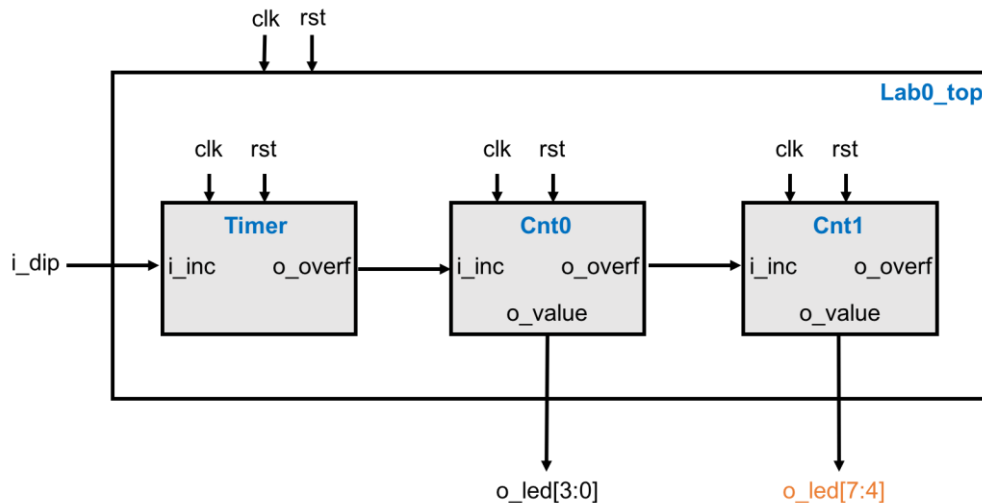 clk rst
Lab0_top
clk rst
clk rst
clk rst
Timer
Cnt0
Cnt1
i_dip
i_inc o_overf
i_inc o_overf
i_inc o_overf
o_value
o_value
o_led[3:0]
o_led[7:4]